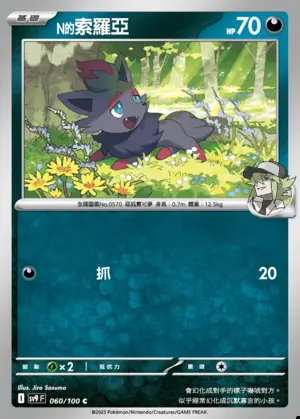 基礎
N的索羅亞
HP 70
全國圖鑑No.0570 惡狐寶可夢 身高：0.7m 體重：12.5kg
抓 20
弱點 ×2 抵抗力 撤退
Illus. Jiro Sasumo
I sv9 F 060/100 C
會幻化成對手的樣子嚇唬對方。
似乎經常幻化成沉默寡言的小孩。
©2025 Pokémon/Nintendo/Creatures/GAME FREAK.